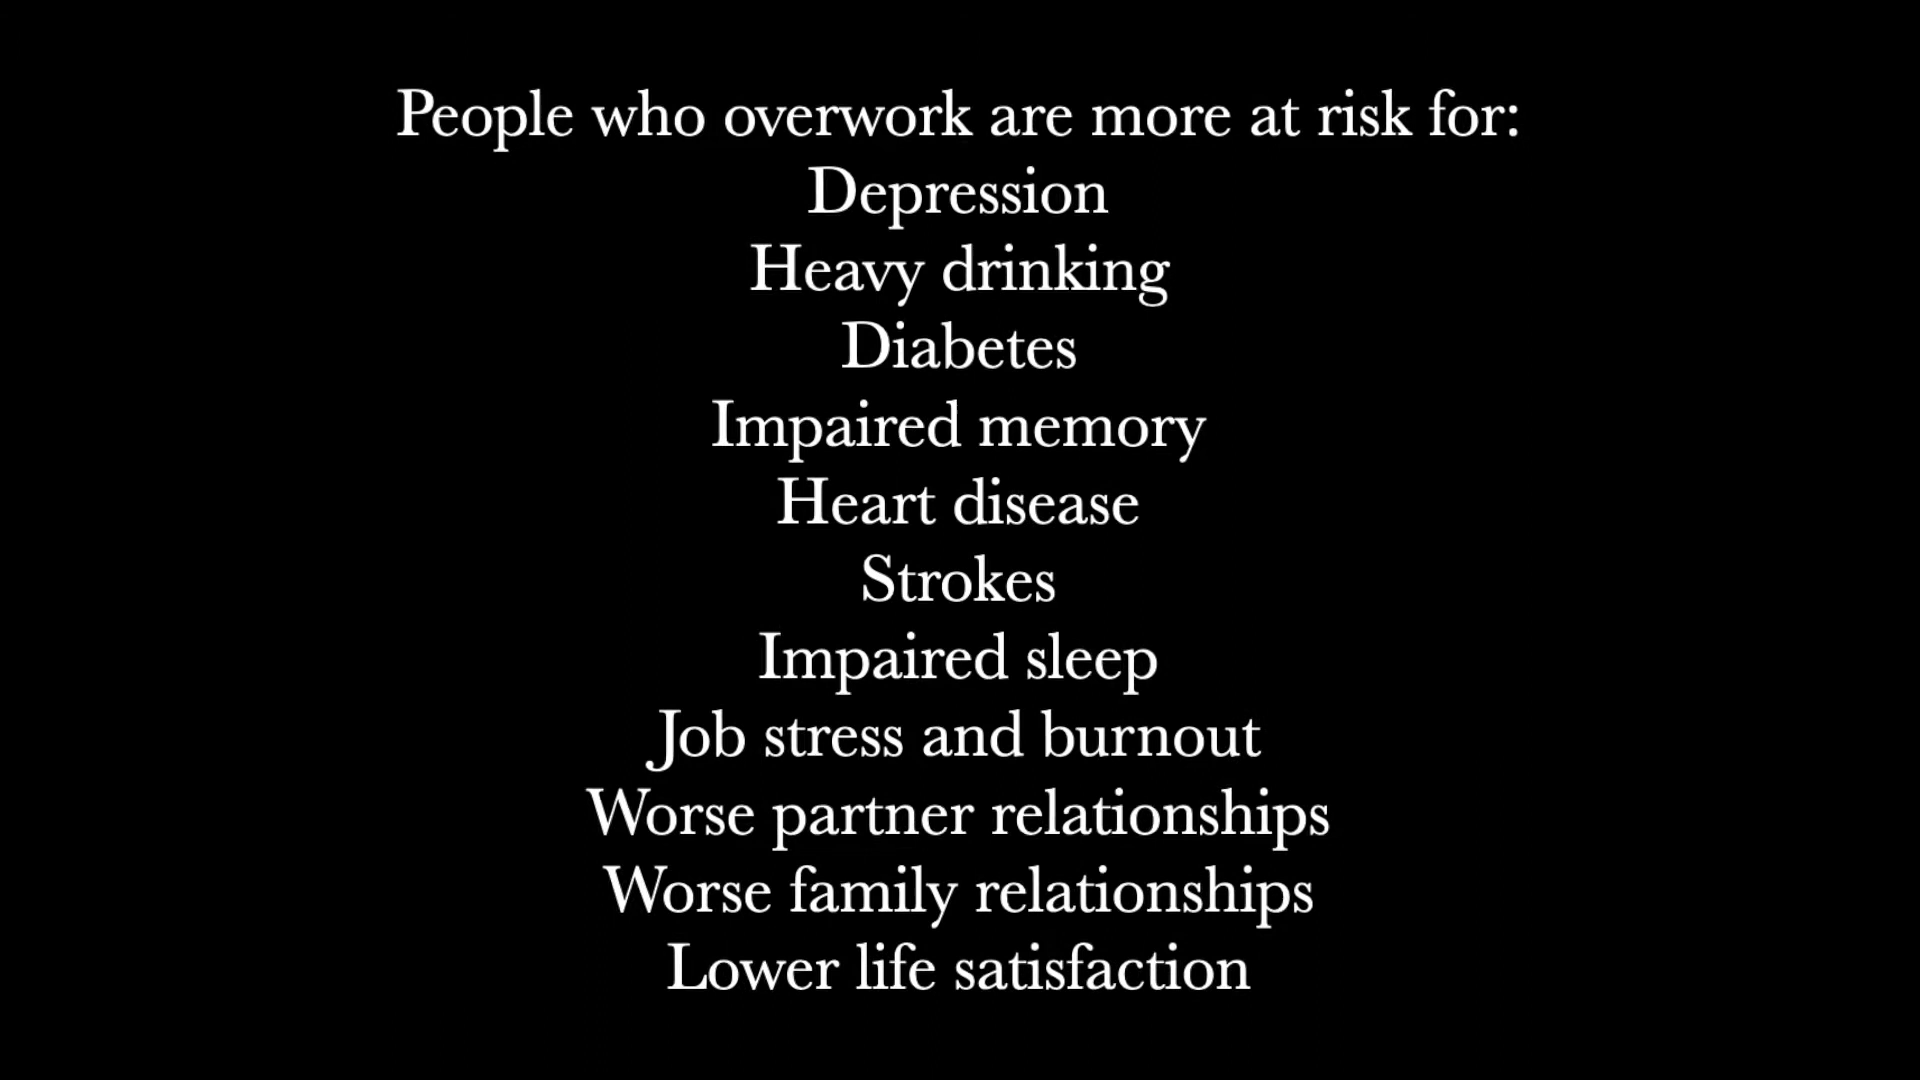 People who overwork are more at risk for:
Depression
Heavy drinking
Diabetes
Impaired memory
Heart disease
Strokes
Impaired sleep
Job stress and burnout
Worse partner relationships
Worse family relationships
Lower life satisfaction